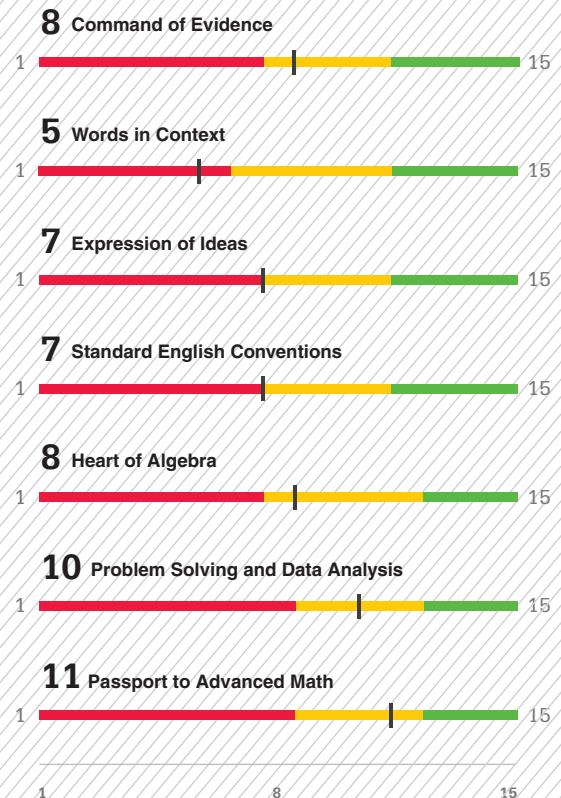 8 Command of Evidence
1 15
5 Words in Context
1 15
7 Expression of Ideas
1 15
7 Standard English Conventions
1 15
8 Heart of Algebra
1 15
10 Problem Solving and Data Analysis
1 15
11 Passport to Advanced Math
1 15
1 8 15